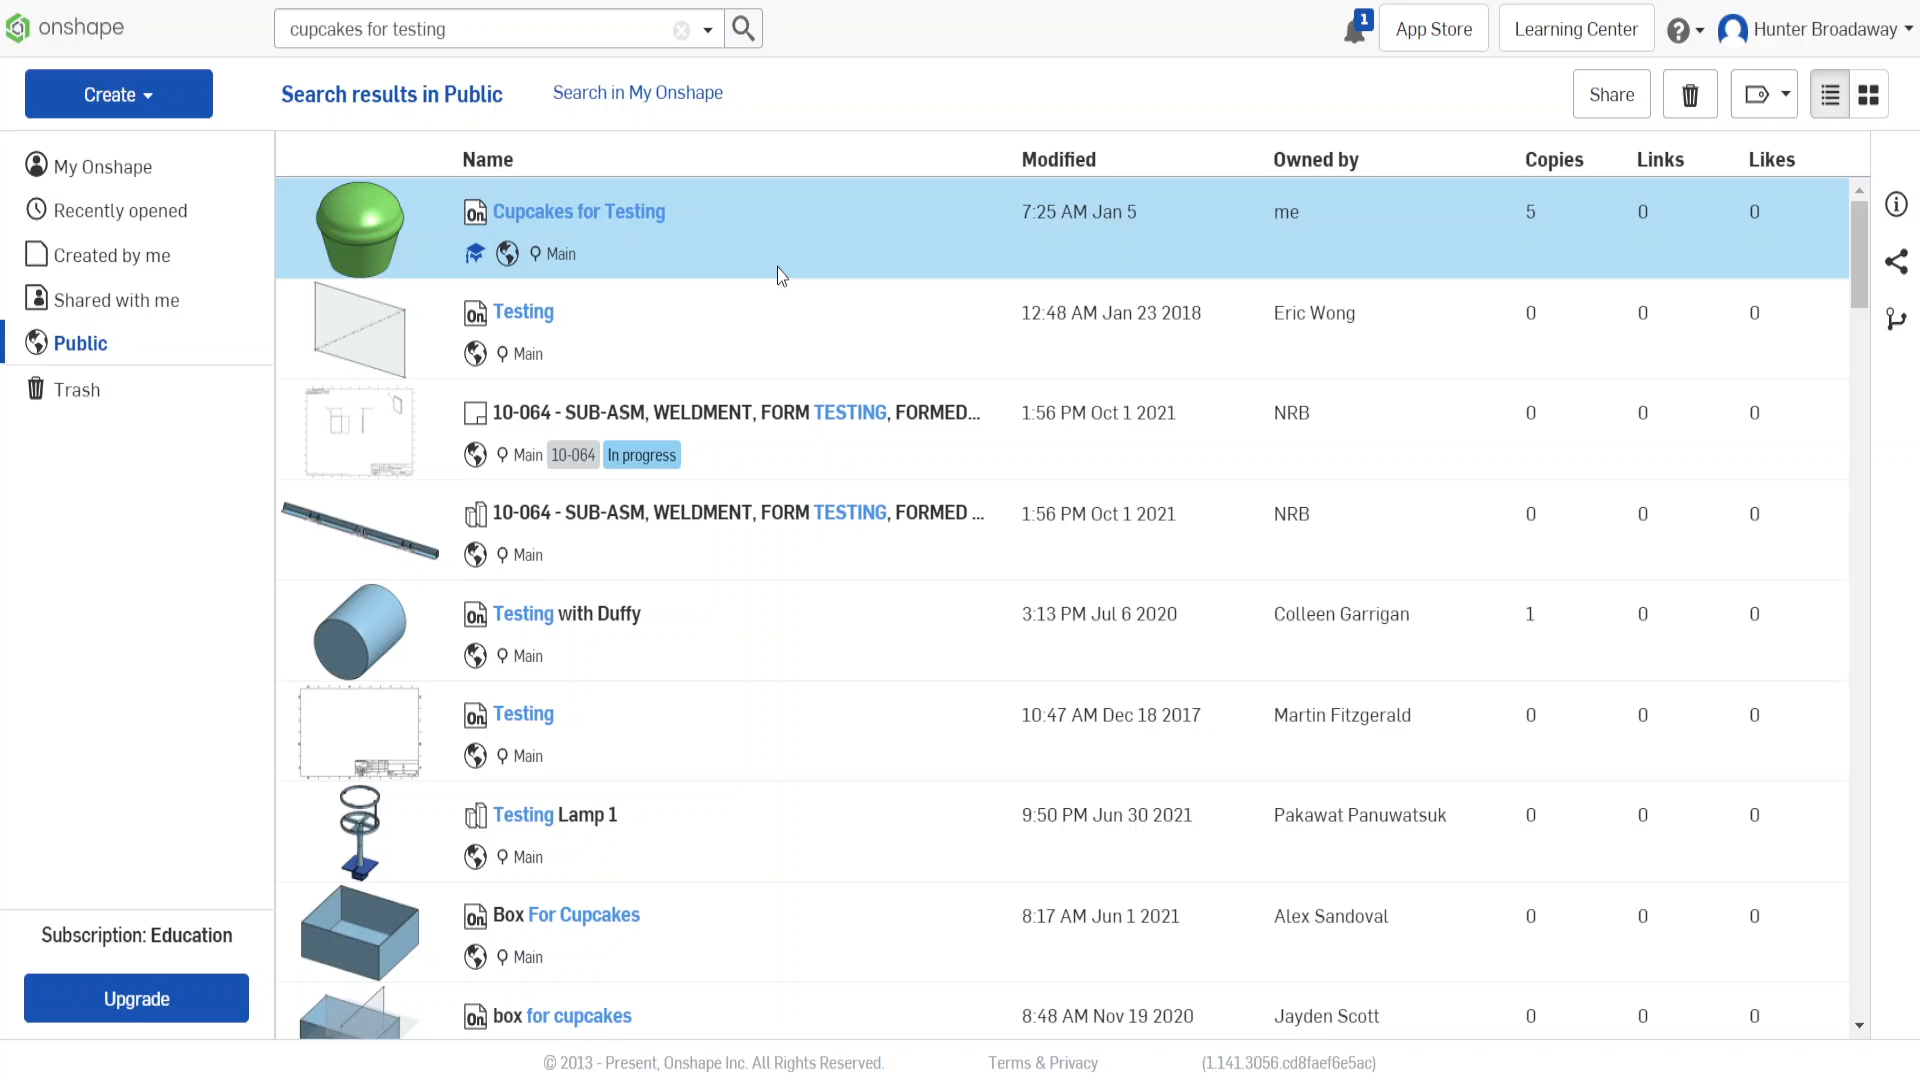 onshape
cupcakes for testing
1
App Store
Learning Center
?
Hunter Broadaway
Create
Search results in Public
Search in My Onshape
Share
My Onshape
Recently opened
Created by me
Shared with me
Public
Trash
Name
Modified
Owned by
Copies
Links
Likes
On Cupcakes for Testing
7:25 AM Jan 5
me
5
0
0
Main
On Testing
12:48 AM Jan 23 2018
Eric Wong
0
0
0
Main
10-064 - SUB-ASM, WELDMENT, FORM TESTING, FORMED...
1:56 PM Oct 1 2021
NRB
0
0
0
Main
10-064
In progress
10-064 - SUB-ASM, WELDMENT, FORM TESTING, FORMED ...
1:56 PM Oct 1 2021
NRB
0
0
0
Main
On Testing with Duffy
3:13 PM Jul 6 2020
Colleen Garrigan
1
0
0
Main
On Testing
10:47 AM Dec 18 2017
Martin Fitzgerald
0
0
0
Main
Testing Lamp 1
9:50 PM Jun 30 2021
Pakawat Panuwatsuk
0
0
0
Main
On Box For Cupcakes
8:17 AM Jun 1 2021
Alex Sandoval
0
0
0
Main
On box for cupcakes
8:48 AM Nov 19 2020
Jayden Scott
0
0
0
Subscription: Education
Upgrade
© 2013 - Present, Onshape Inc. All Rights Reserved.
Terms & Privacy
(1.141.3056.cd8faef6e5ac)